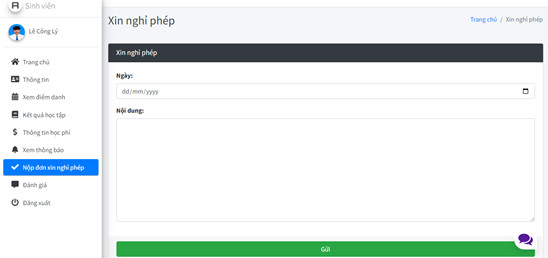 Sinh viên
Lê Công Lý
Trang chủ
Thông tin
Xem điểm danh
Kết quả học tập
Thông tin học phí
Xem thông báo
Nộp đơn xin nghỉ phép
Đánh giá
Đăng xuất
Xin nghỉ phép
Trang chủ / Xin nghỉ phép
Xin nghỉ phép
Ngày:
dd/mm/yyyy
Nội dung:
Gửi